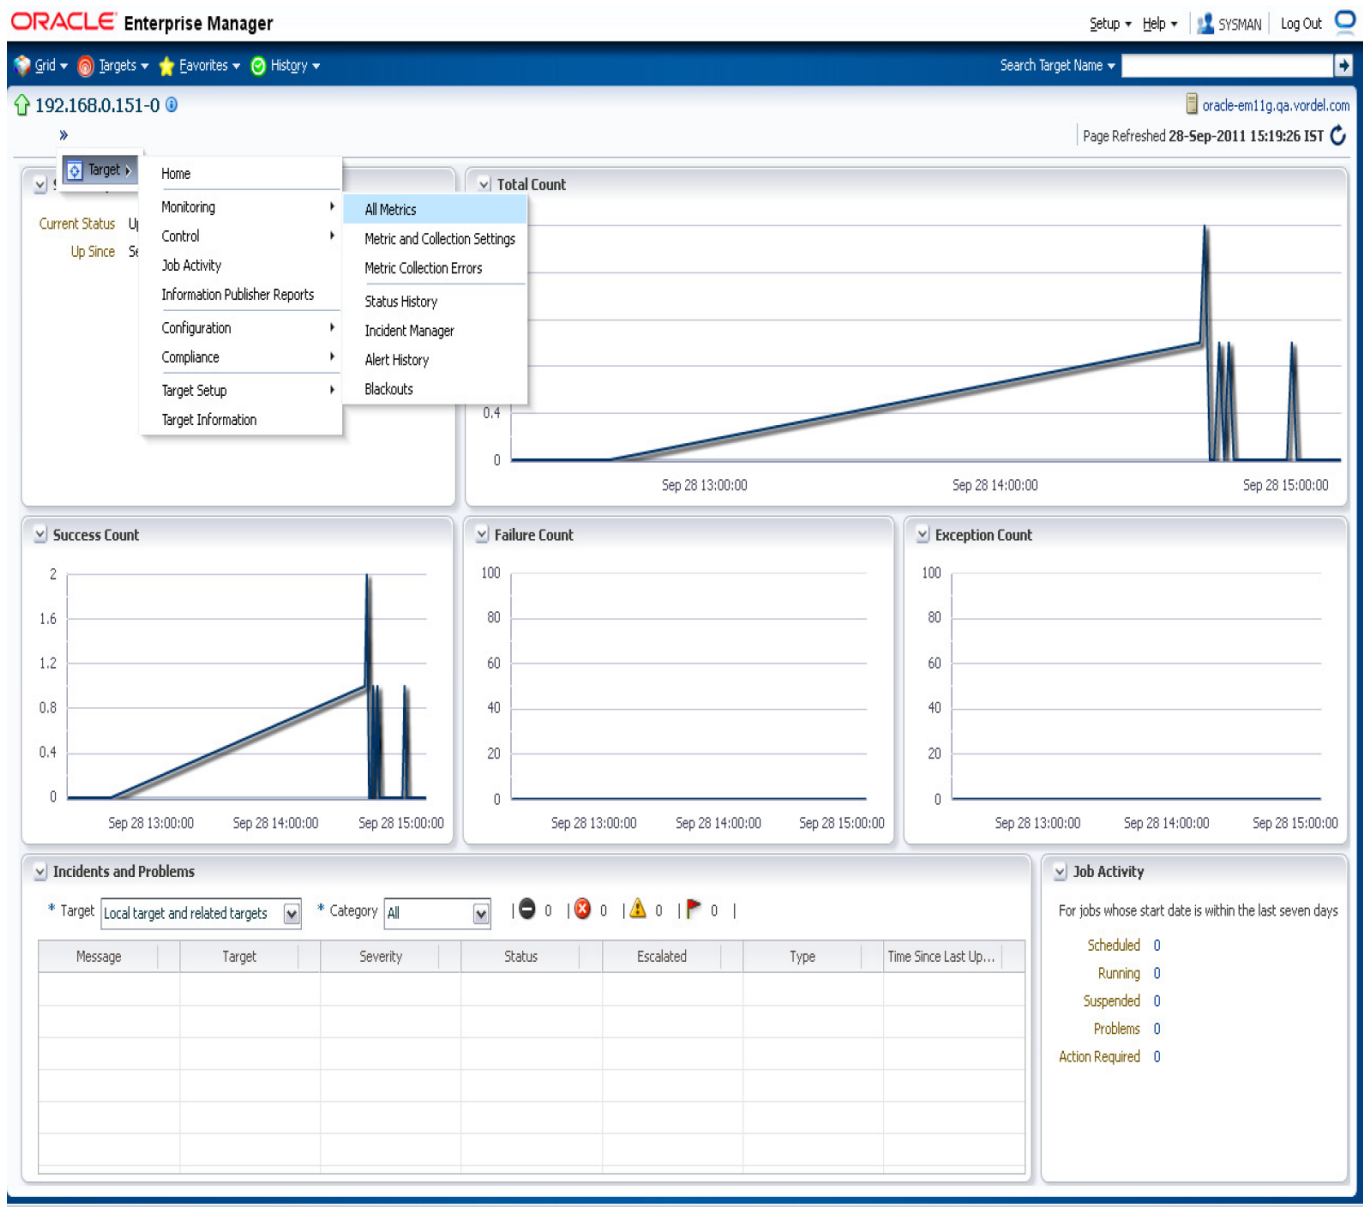 ORACLE Enterprise Manager
Setup Help SYSMAN Log Out
Grid Targets Favorites History Search Target Name
192.168.0.151-0 oracle-em11g.qa.vordel.com
» Page Refreshed 28-Sep-2011 15:19:26 IST
Target
Home
Monitoring
Control
Job Activity
Information Publisher Reports
Configuration
Compliance
Target Setup
Target Information
All Metrics
Metric and Collection Settings
Metric Collection Errors
Status History
Incident Manager
Alert History
Blackouts
Current Status
Up Since
Total Count
0.4
0
Sep 28 13:00:00 Sep 28 14:00:00 Sep 28 15:00:00
Success Count
2
1.6
1.2
0.8
0.4
0
Sep 28 13:00:00 Sep 28 14:00:00 Sep 28 15:00:00
Failure Count
100
80
60
40
20
0
Sep 28 13:00:00 Sep 28 14:00:00 Sep 28 15:00:00
Exception Count
100
80
60
40
20
0
Sep 28 13:00:00 Sep 28 14:00:00 Sep 28 15:00:00
Incidents and Problems
* Target Local target and related targets * Category All | 0 | 0 | 0 | 0 |
Message Target Severity Status Escalated Type Time Since Last Up...
Job Activity
For jobs whose start date is within the last seven days
Scheduled 0
Running 0
Suspended 0
Problems 0
Action Required 0